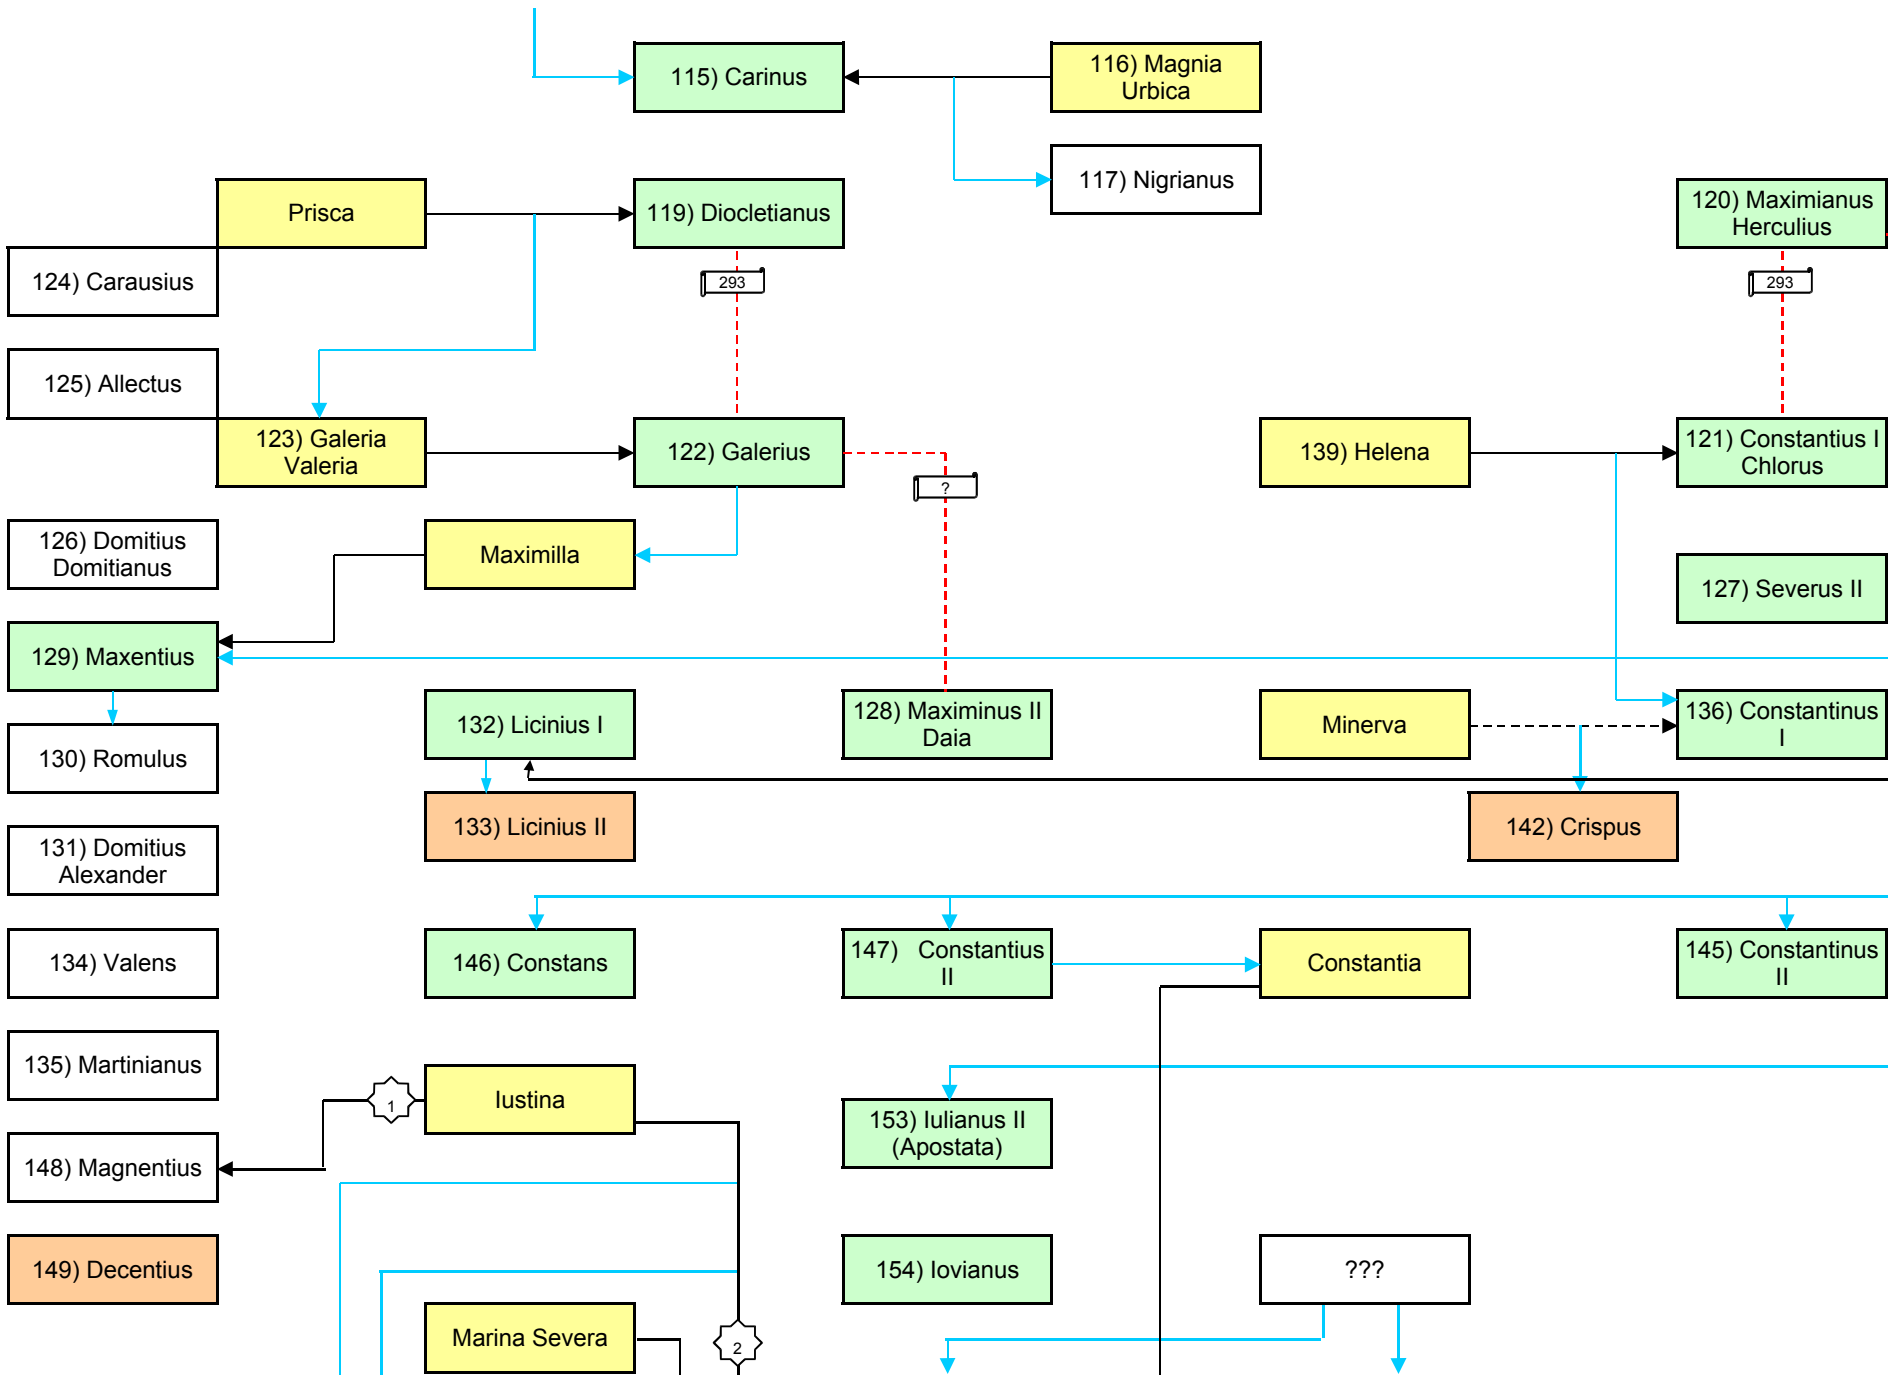 115) Carinus
116) Magnia
Urbica
117) Nigrianus
Prisca
119) Diocletianus
120) Maximianus
Herculius
124) Carausius
293
293
125) Allectus
123) Galeria
Valeria
122) Galerius
139) Helena
121) Constantius I
Chlorus
?
126) Domitius
Domitianus
Maximilla
127) Severus II
129) Maxentius
132) Licinius I
128) Maximinus II
Daia
Minerva
136) Constantinus
I
130) Romulus
133) Licinius II
142) Crispus
131) Domitius
Alexander
134) Valens
146) Constans
147) Constantius
II
Constantia
145) Constantinus
II
135) Martinianus
1
Iustina
153) Iulianus II
(Apostata)
148) Magnentius
149) Decentius
154) Iovianus
???
Marina Severa
2